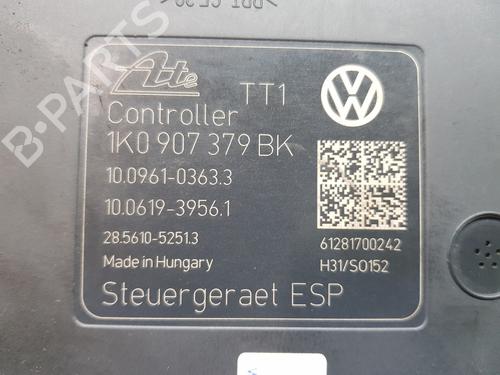 Ate
TT1
Controller
1K0 907 379 BK
10.0961-0363.3
10.0619-3956.1
28.5610-5251.3
61281700242
Made in Hungary
H31/SO152
Steuergeraet ESP
B-PARTS